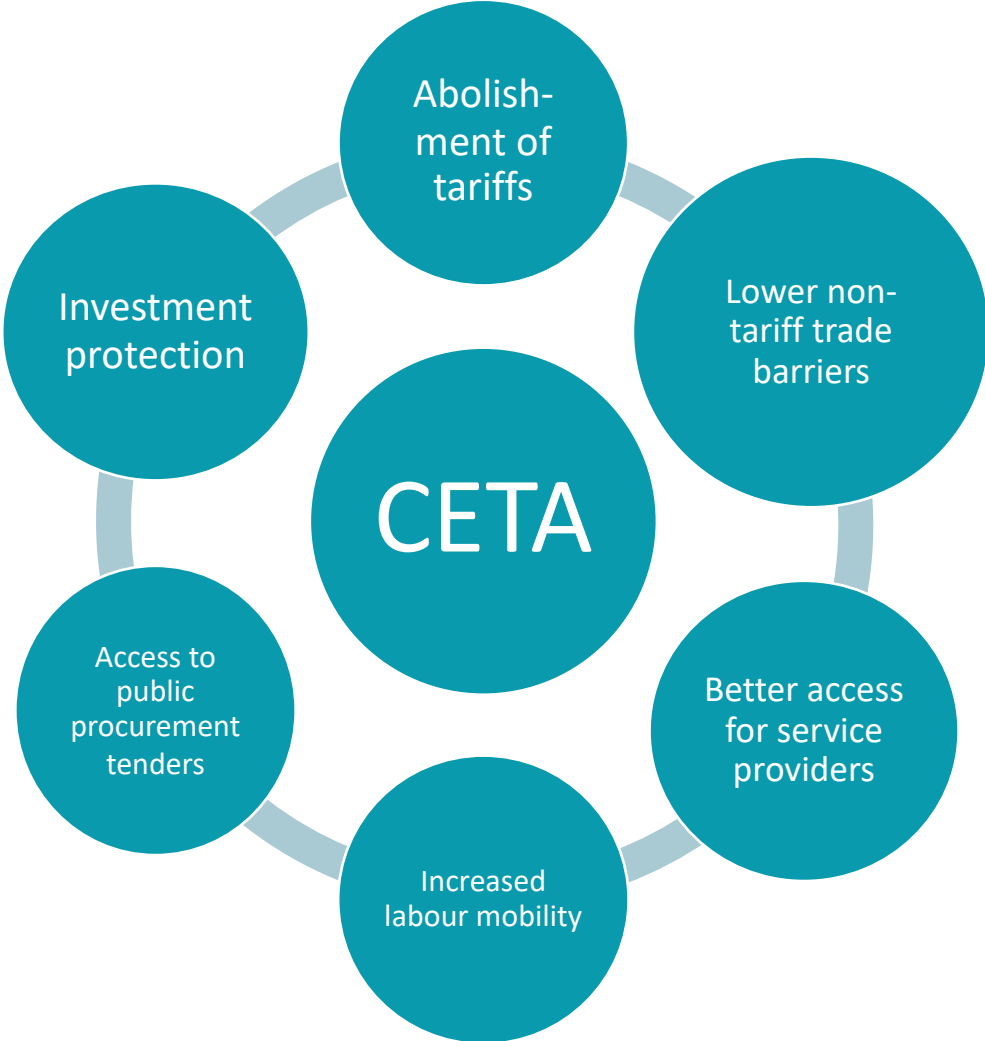 Abolish-
ment of
tariffs
Lower non-
tariff trade
barriers
Better access
for service
providers
Increased
labour mobility
Access to
public
procurement
tenders
Investment
protection
CETA